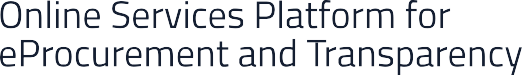 Online Services Platform for
eProcurement and Transparency